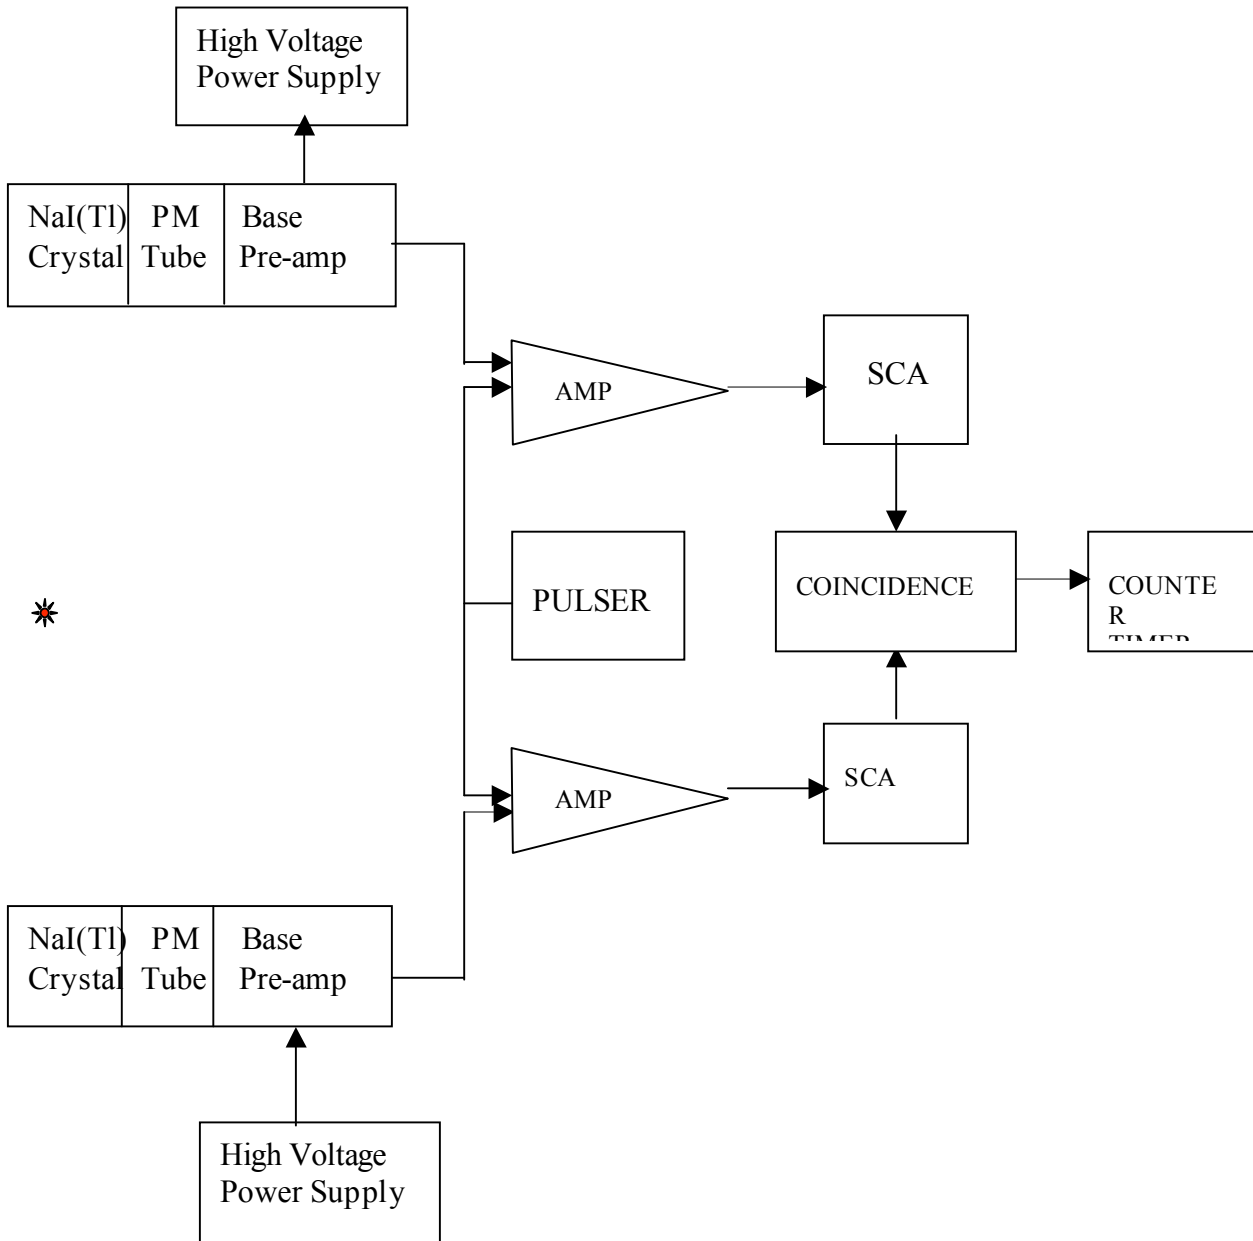 High Voltage
Power Supply
NaI(Tl) PM Base
Crystal Tube Pre-amp
AMP
SCA
PULSER
COINCIDENCE
COUNTE
R
TIMER
AMP
SCA
NaI(Tl) PM Base
Crystal Tube Pre-amp
High Voltage
Power Supply